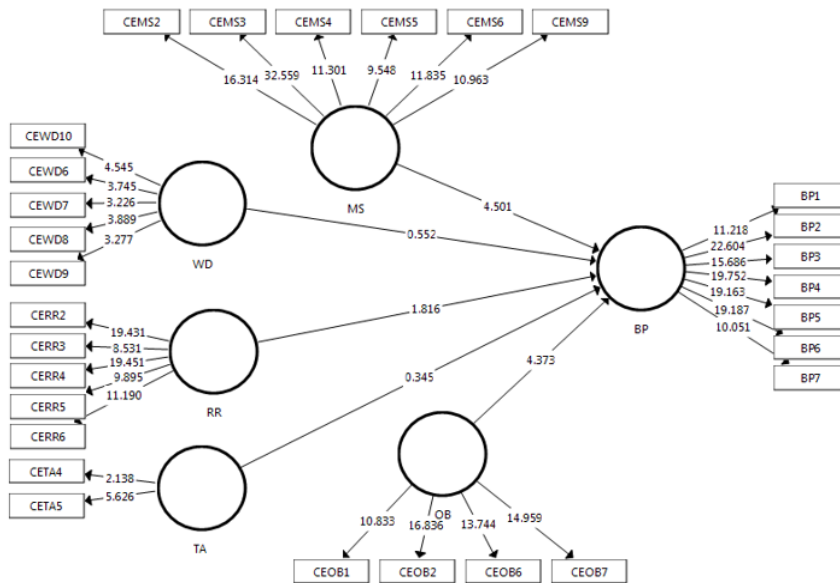 CEMS2 CEMS3 CEMS4 CEMS5 CEMS6 CEMS9
16.314 32.559 11.301 9.548 11.835 10.963
MS
CEWD10
CEWD6
CEWD7
CEWD8
CEWD9
4.545
3.745
3.226
3.889
3.277
WD
4.501
0.552
1.816
0.345
4.373
CERR2
CERR3
CERR4
CERR5
CERR6
19.431
8.531
19.451
9.895
11.190
RR
CETA4
CETA5
2.138
5.626
TA
OB
10.833 16.836 13.744 14.959
CEOB1 CEOB2 CEOB6 CEOB7
BP
11.218
22.604
15.686
19.752
19.163
19.187
10.051
BP1
BP2
BP3
BP4
BP5
BP6
BP7